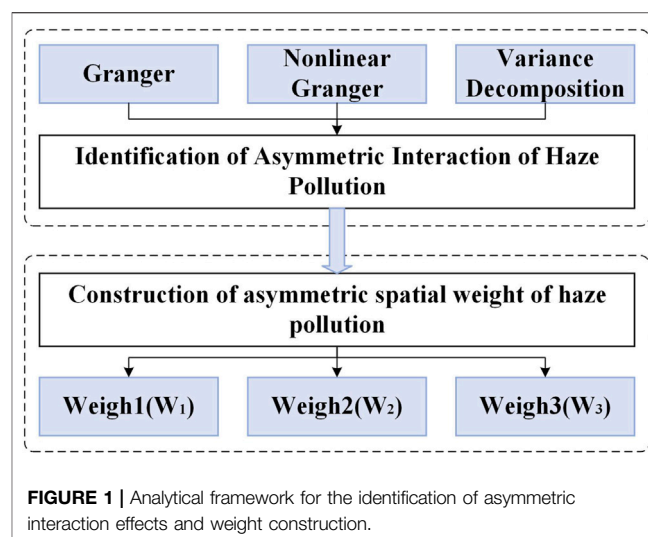 Granger
Nonlinear
Granger
Variance
Decomposition
Identification of Asymmetric Interaction of Haze
Pollution
Construction of asymmetric spatial weight of haze
pollution
Weigh1(W₁)
Weigh2(W₂)
Weigh3(W₃)
FIGURE 1 | Analytical framework for the identification of asymmetric
interaction effects and weight construction.